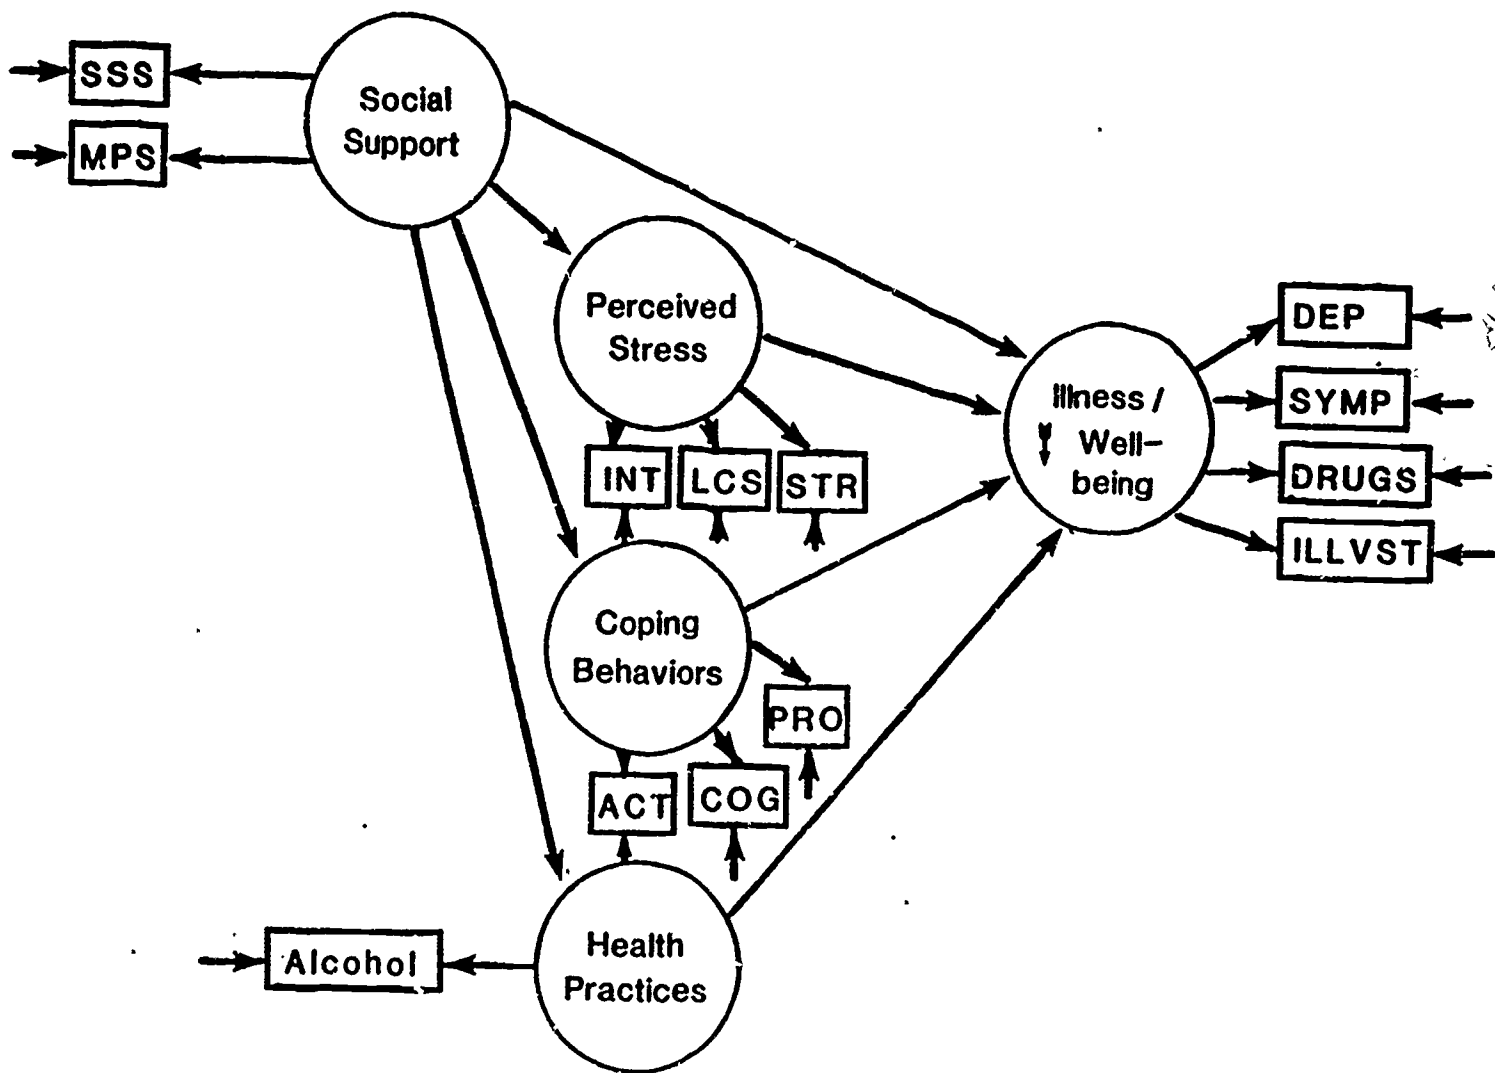 SSS
MPS
Social
Support
Perceived
Stress
INT
LCS
STR
Illness /
Well-
being
DEP
SYMP
DRUGS
ILLVST
Coping
Behaviors
PRO
ACT
COG
Health
Practices
Alcohol